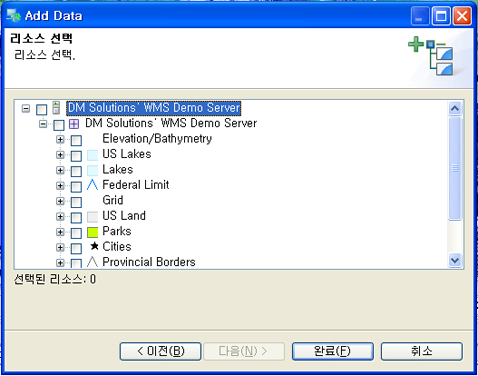 Add Data
리소스 선택
리소스 선택.
DM Solutions' WMS Demo Server
DM Solutions' WMS Demo Server
Elevation/Bathymetry
US Lakes
Lakes
Federal Limit
Grid
US Land
Parks
Cities
Provincial Borders
선택된 리소스: 0
< 이전(B) 다음(N) > 완료(F) 취소